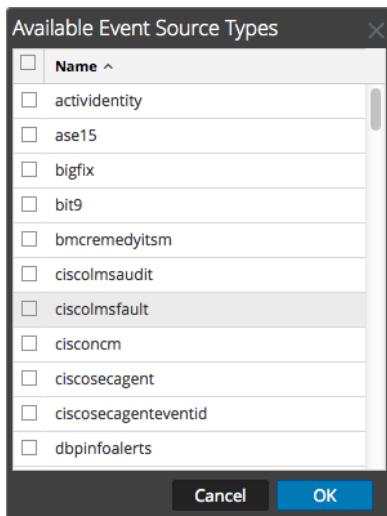 Available Event Source Types
Name
actividentity
ase15
bigfix
bit9
bmcremedyitsm
ciscolmsaudit
ciscolmsfault
cisconcm
ciscosecagent
ciscosecagenteventid
dbpinfoalerts
Cancel OK